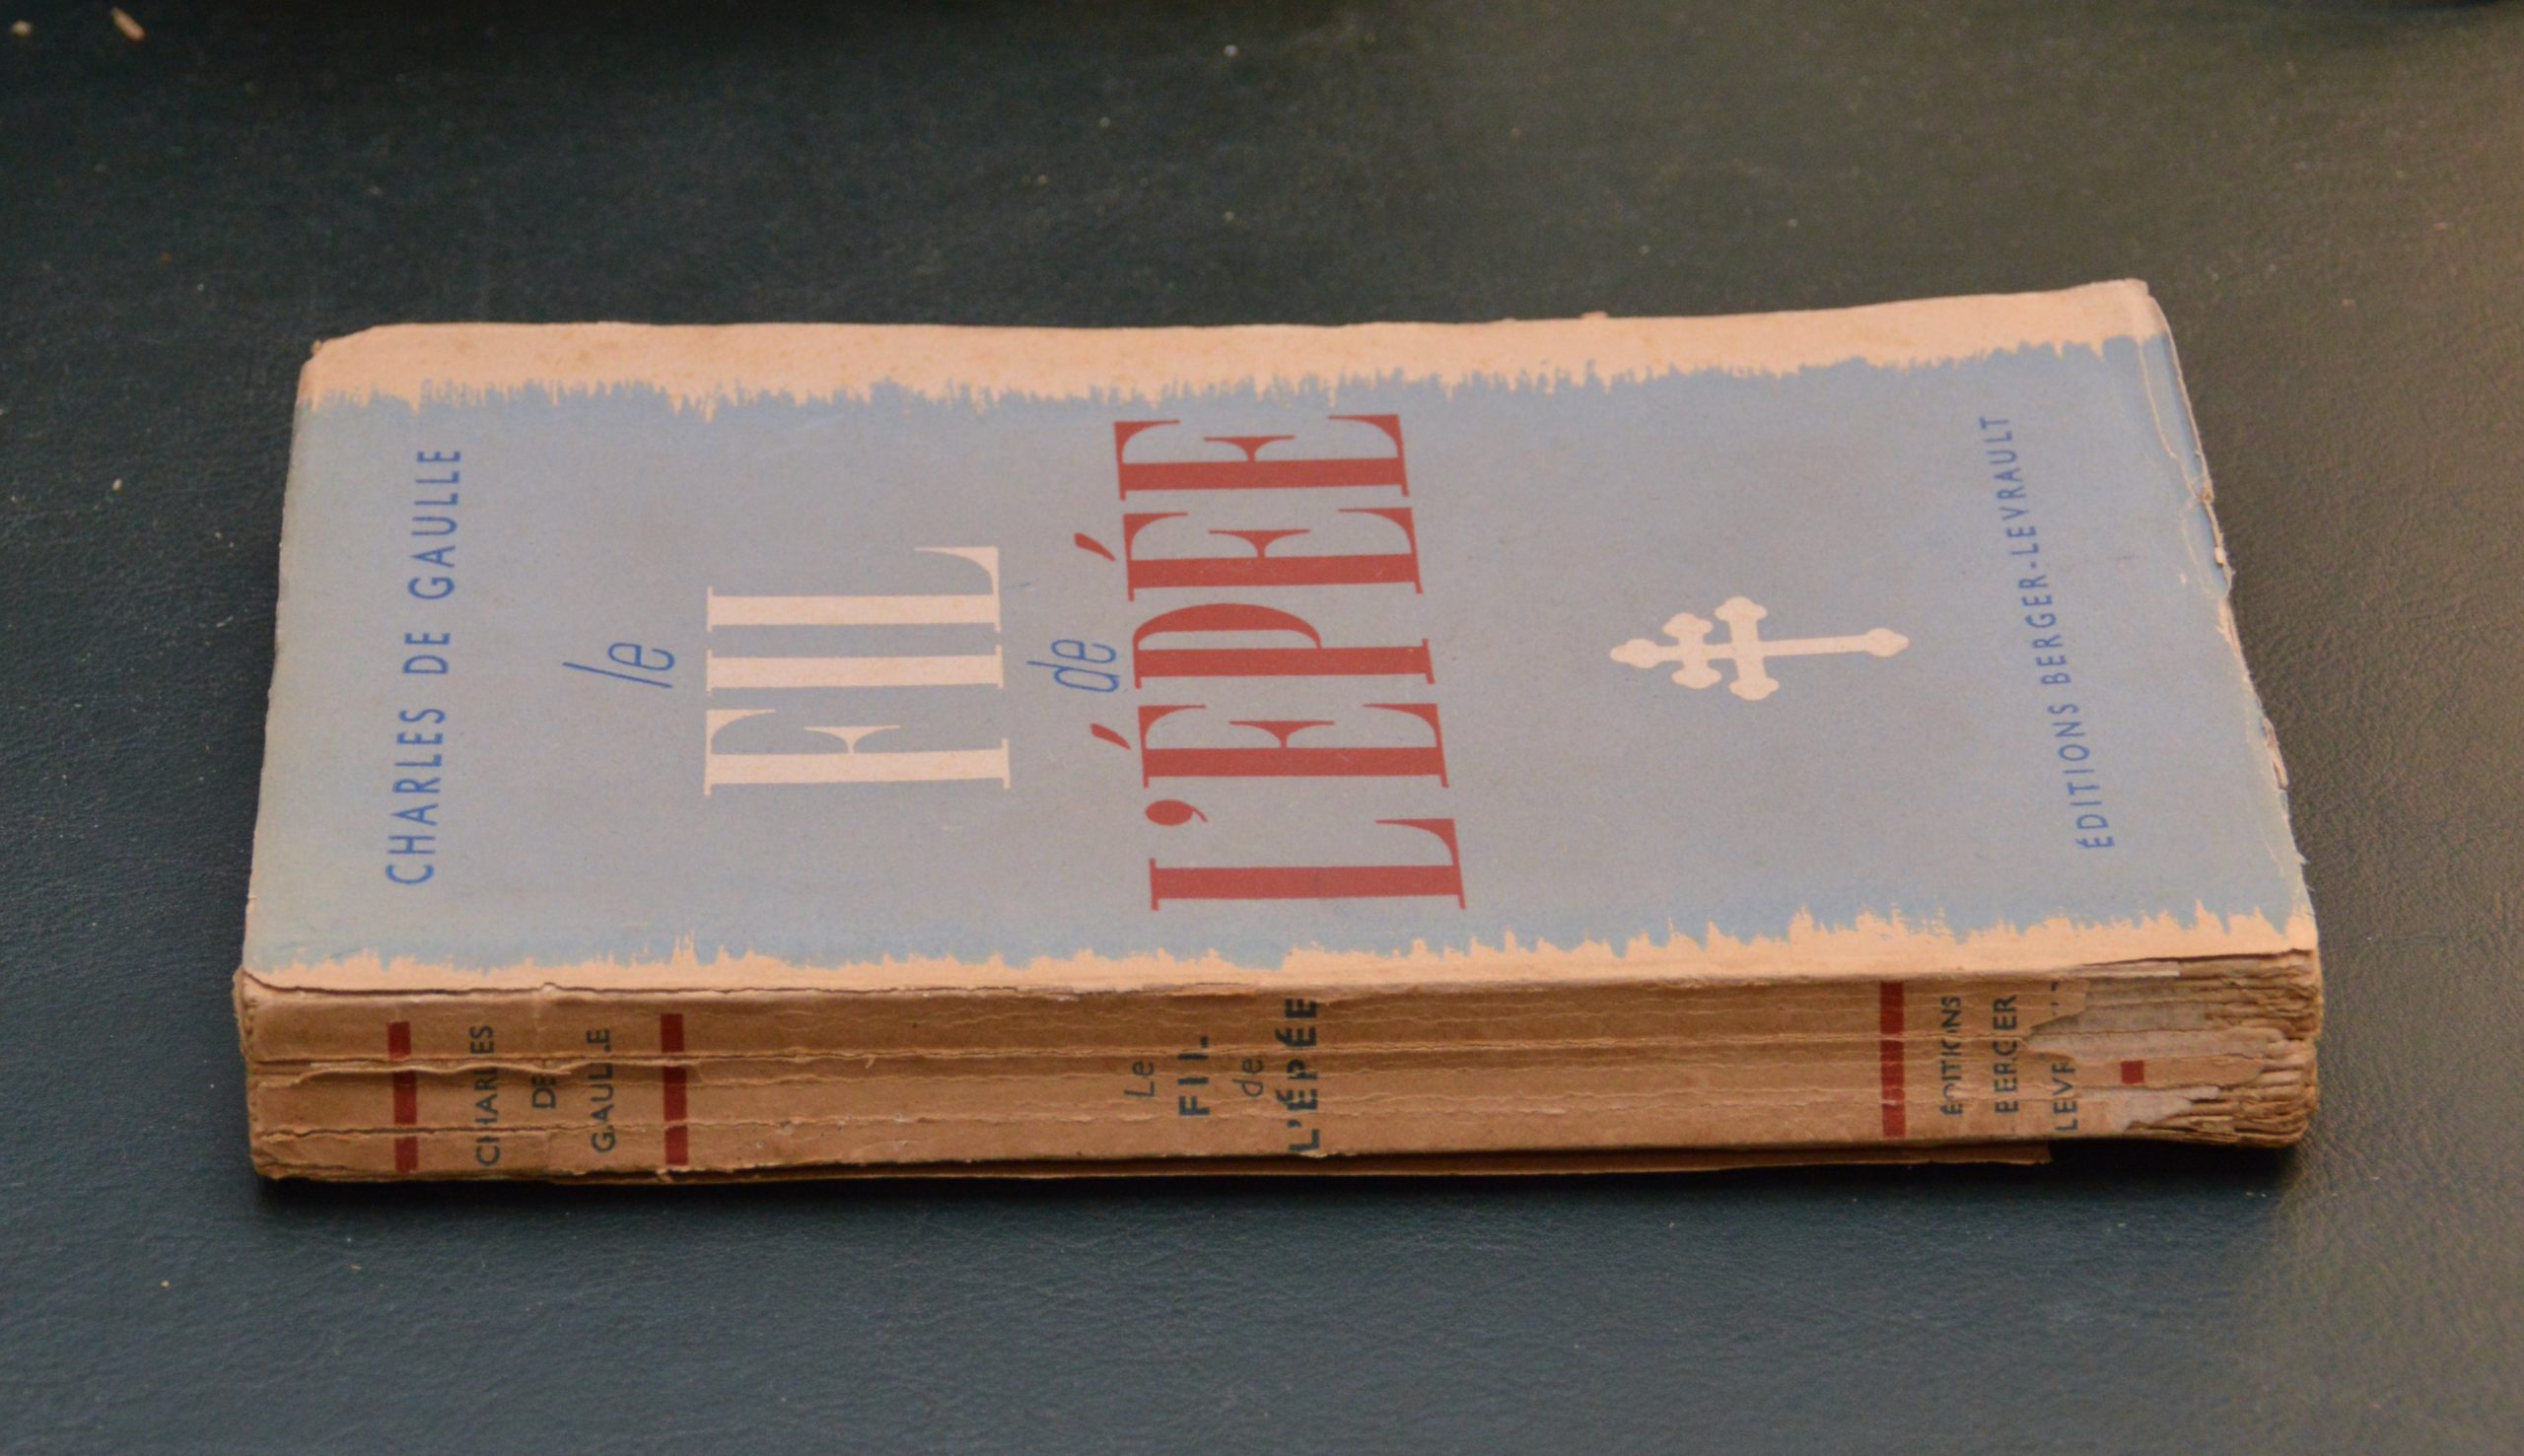 CHARLES DE GAULLE
le
FIL
de
L'ÉPÉE
ÉDITIONS BERGER-LEVRAULT
CHARLES
DE
GAULLE
Le
FIL
de
L'ÉPÉE
ÉDITIONS
BERGER